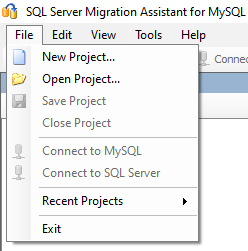 SQL Server Migration Assistant for MySQL
File Edit View Tools Help
New Project...
Open Project...
Save Project
Close Project
Connect to MySQL
Connect to SQL Server
Recent Projects
Exit